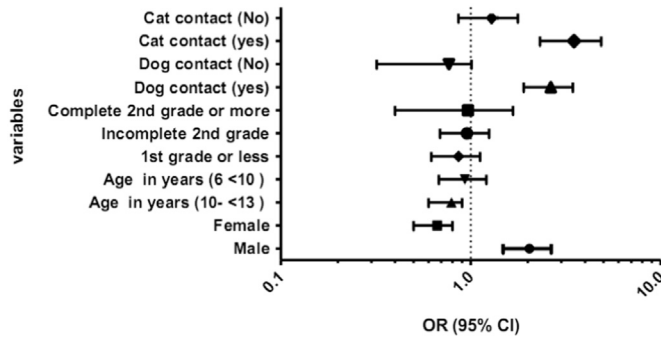 Cat contact (No)
Cat contact (yes)
Dog contact (No)
Dog contact (yes)
Complete 2nd grade or more
Incomplete 2nd grade
1st grade or less
Age in years (6 <10 )
Age in years (10- <13 )
Female
Male
variables
0.1
1.0
10.0
OR (95% CI)